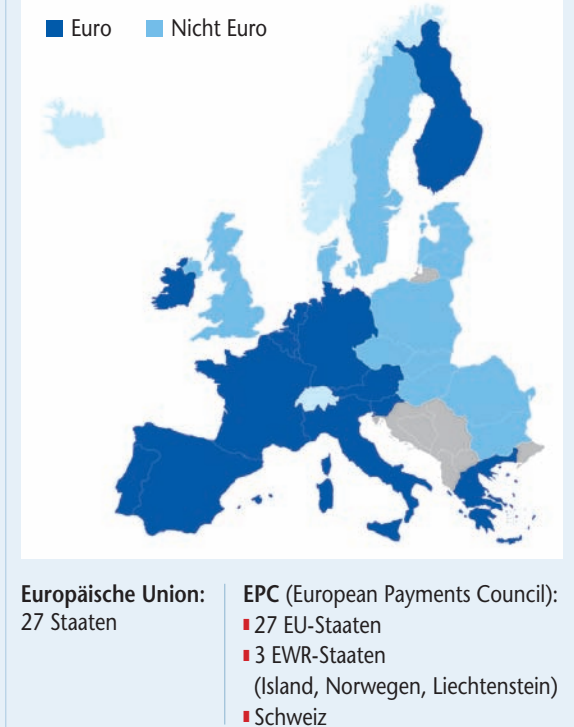 Euro
Nicht Euro
Europäische Union:
27 Staaten
EPC (European Payments Council):
27 EU-Staaten
3 EWR-Staaten
(Island, Norwegen, Liechtenstein)
Schweiz